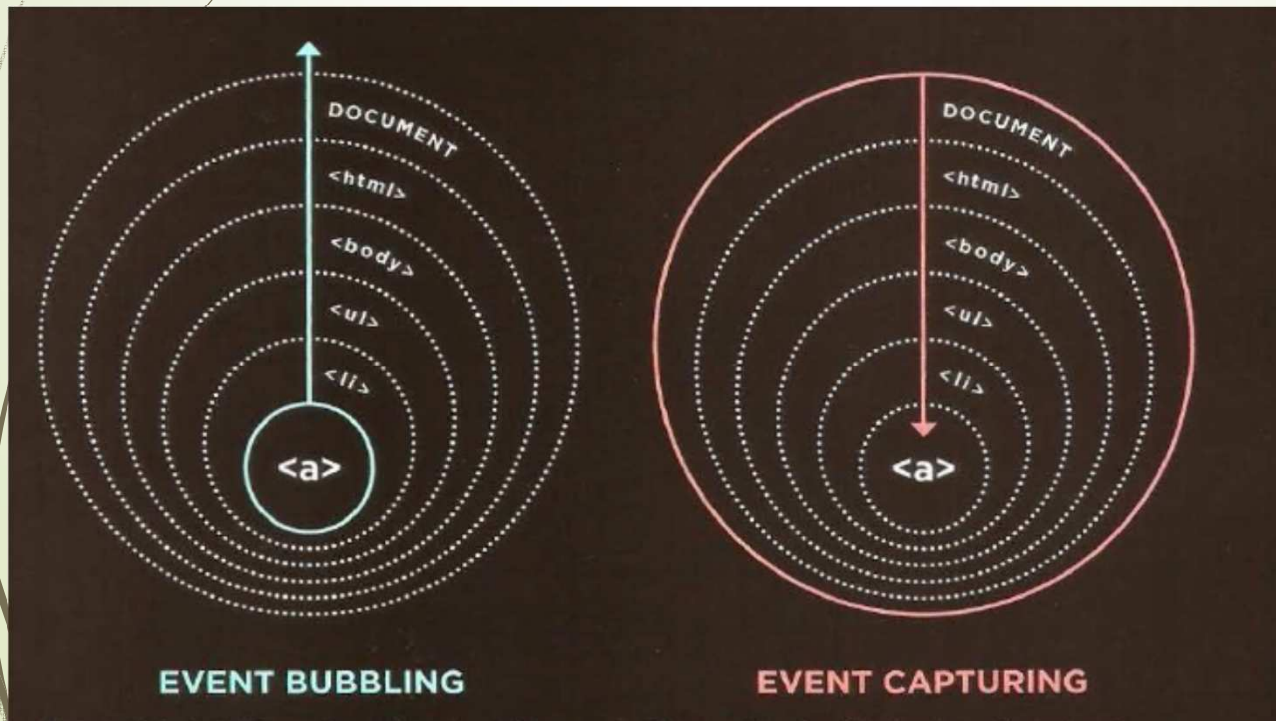 DOCUMENT
<html>
<body>
<ul>
<li>
<a>
EVENT BUBBLING
DOCUMENT
<html>
<body>
<ul>
<li>
<a>
EVENT CAPTURING